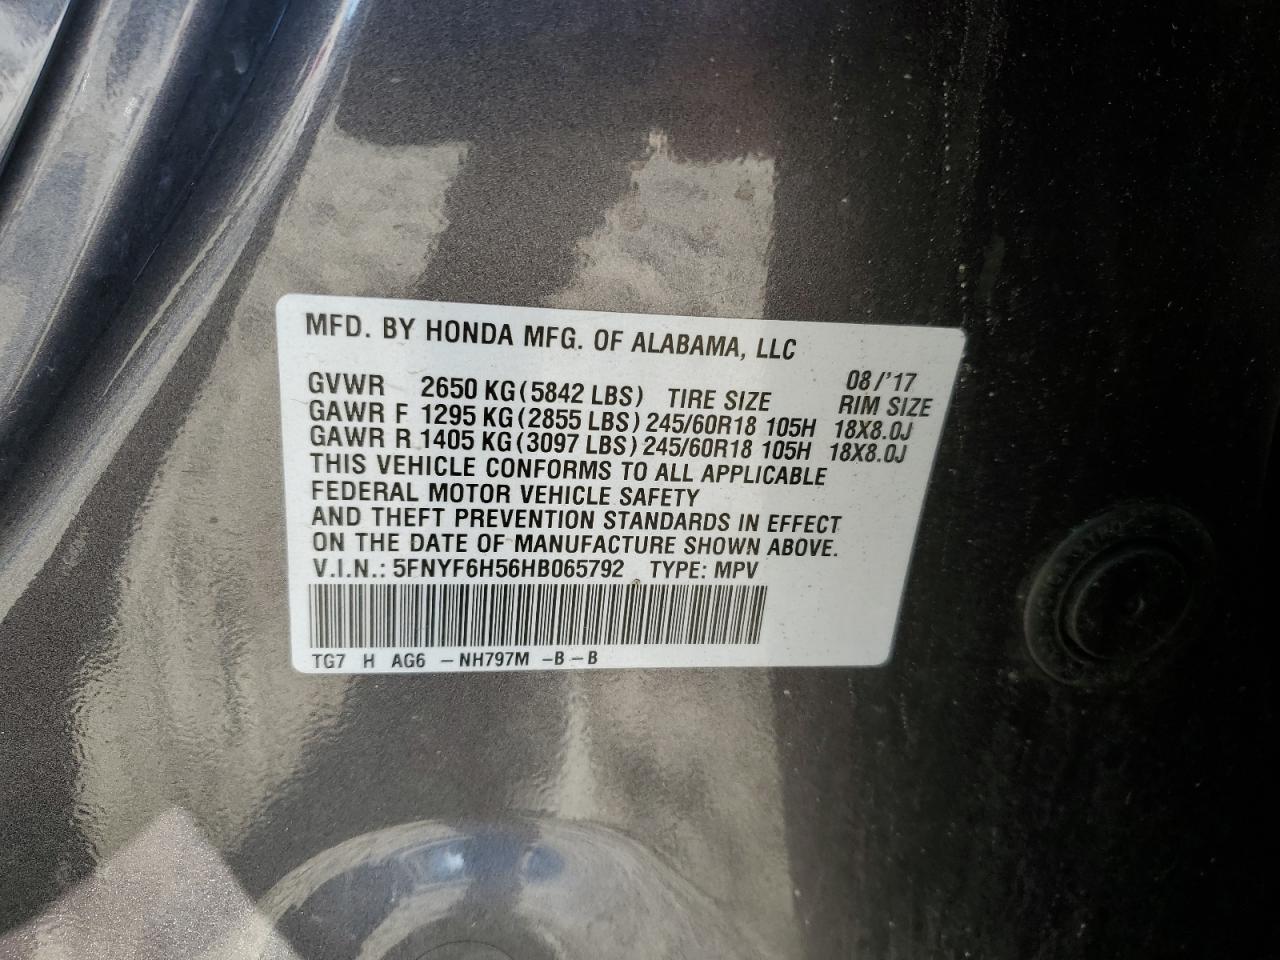 MFD. BY HONDA MFG. OF ALABAMA, LLC
08/'17
GVWR 2650 KG (5842 LBS) TIRE SIZE RIM SIZE
GAWR F 1295 KG (2855 LBS) 245/60R18 105H 18X8.0J
GAWR R 1405 KG (3097 LBS) 245/60R18 105H 18X8.0J
THIS VEHICLE CONFORMS TO ALL APPLICABLE
FEDERAL MOTOR VEHICLE SAFETY
AND THEFT PREVENTION STANDARDS IN EFFECT
ON THE DATE OF MANUFACTURE SHOWN ABOVE.
V.I.N.: 5FNYF6H56HB065792 TYPE: MPV
TG7 H AG6 -NH797M -B-B